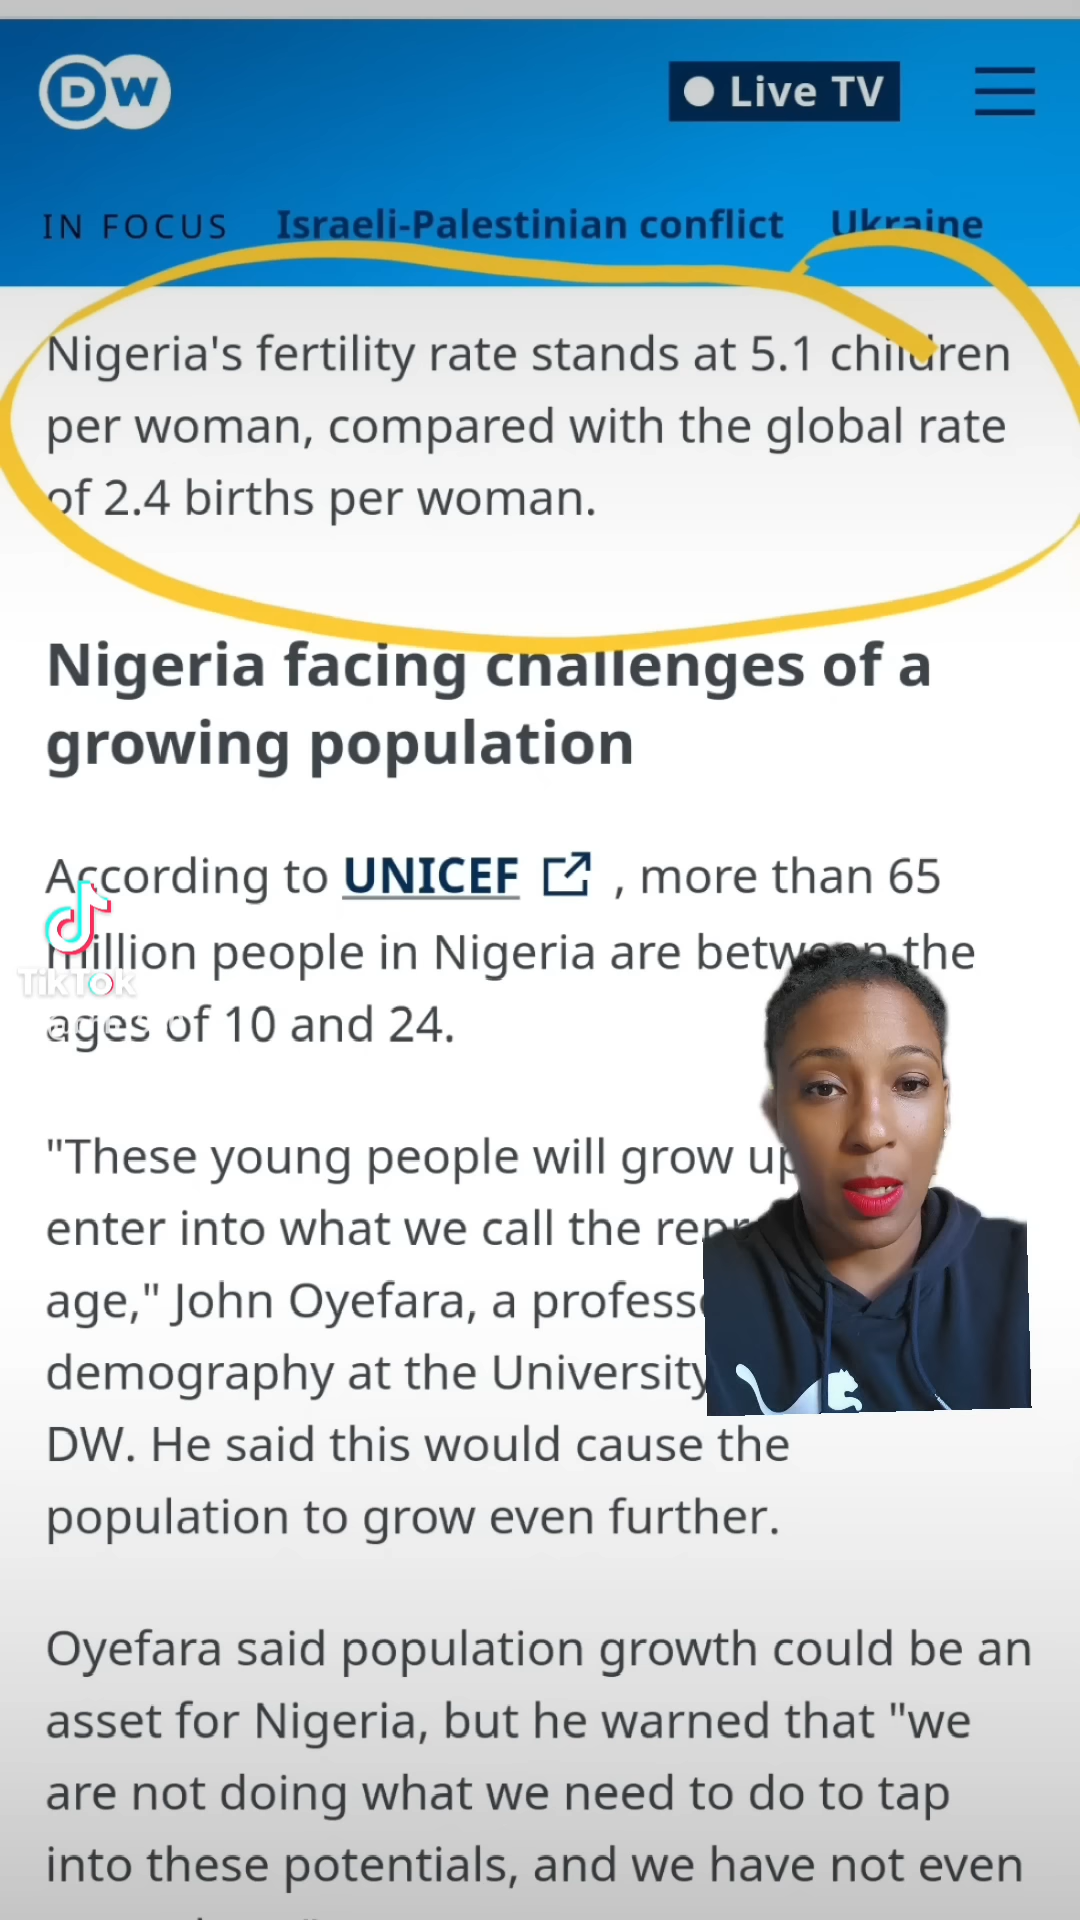 DW
Live TV
IN FOCUS Israeli-Palestinian conflict Ukraine
Nigeria's fertility rate stands at 5.1 children
per woman, compared with the global rate
of 2.4 births per woman.
Nigeria facing challenges of a
growing population
According to UNICEF , more than 65
million people in Nigeria are between the
ages of 10 and 24.
TikTok
"These young people will grow up
enter into what we call the
age," John Oyefara, a
demography at the University
DW. He said this would cause the
population to grow even further.
Oyefara said population growth could be an
asset for Nigeria, but he warned that "we
are not doing what we need to do to tap
into these potentials, and we have not even